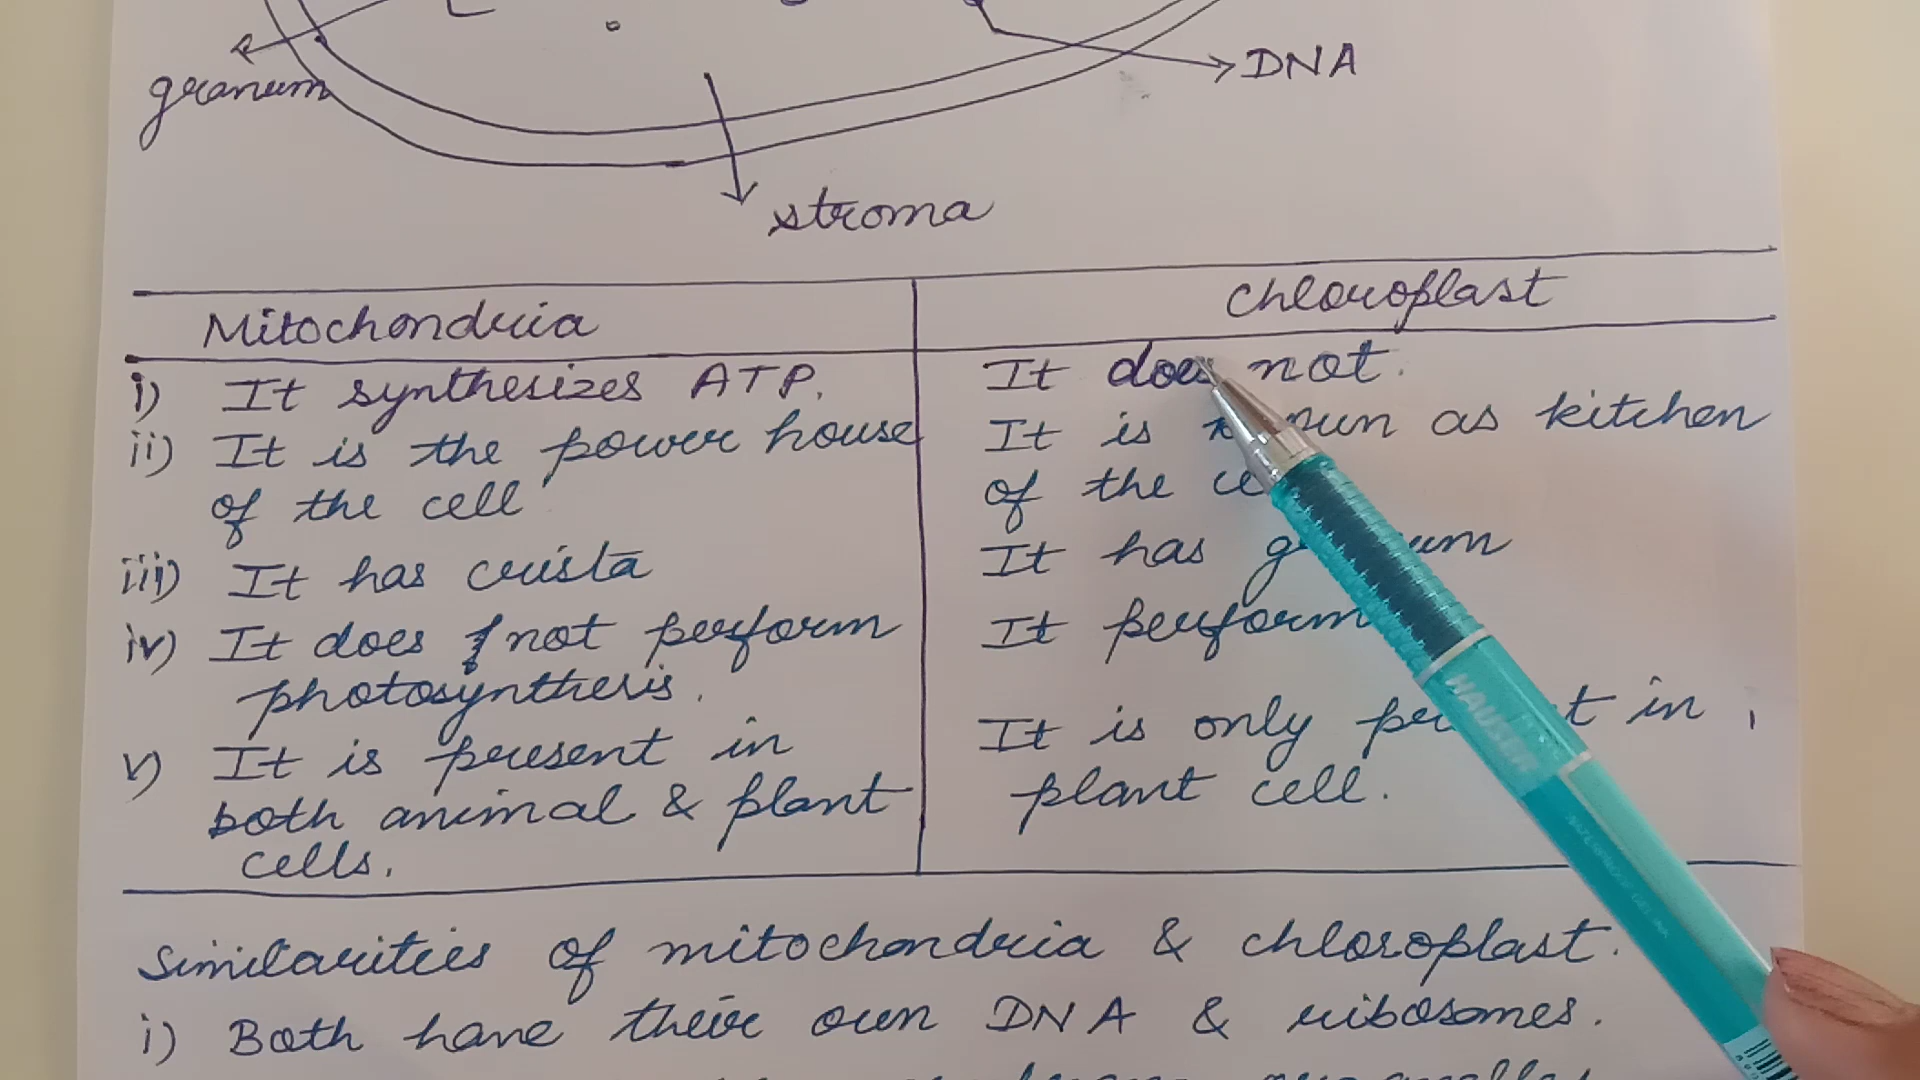 granum
DNA
stroma
Mitochondria
Chloroplast
i) It synthesizes ATP.
It does not.
ii) It is the power house
It is as kitchen
of the cell
of the
iii) It has crista
It has
iv) It does not perform
It perform
photosynthesis.
v) It is present in
It is only in
both animal & plant
plant cell.
cells.
Similarities of mitochondria & chloroplast.
i) Both have their own DNA & ribosomes.
HAUSER